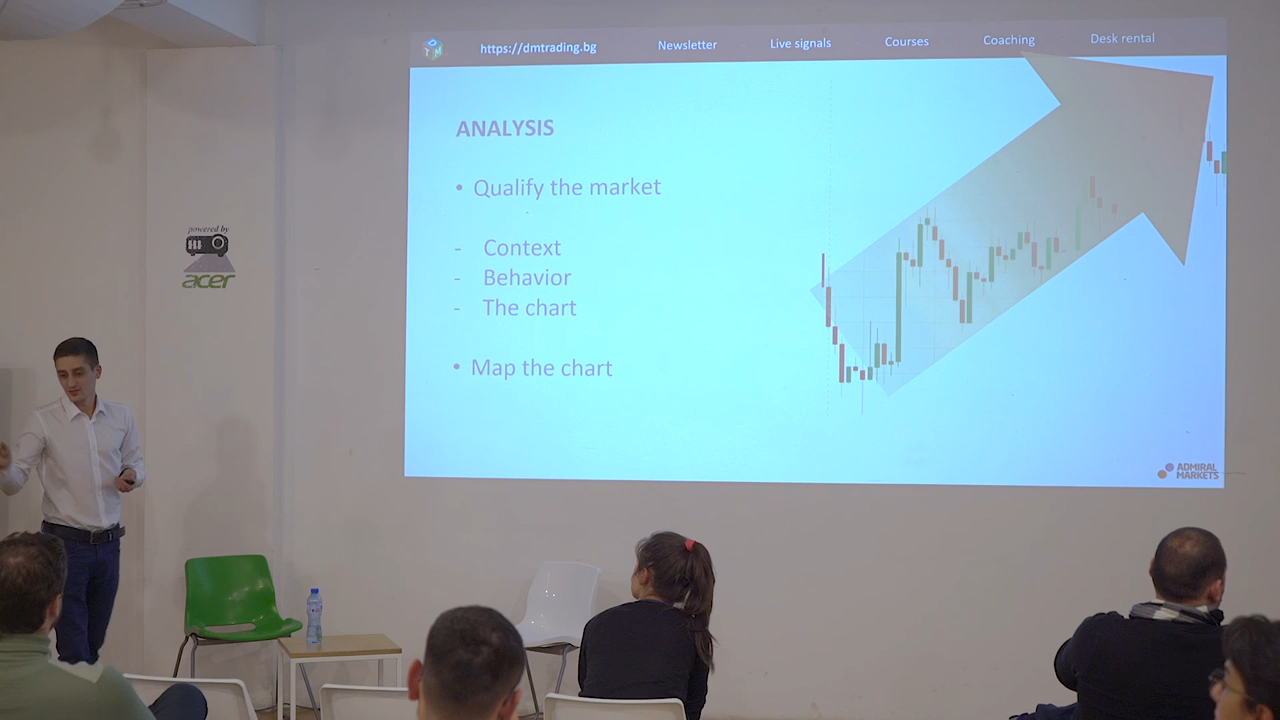 https://dmtrading.bg Newsletter Live signals Courses Coaching Desk rental
ANALYSIS
• Qualify the market
- Context
- Behavior
- The chart
• Map the chart
ADMIRAL
MARKETS
powered by
acer